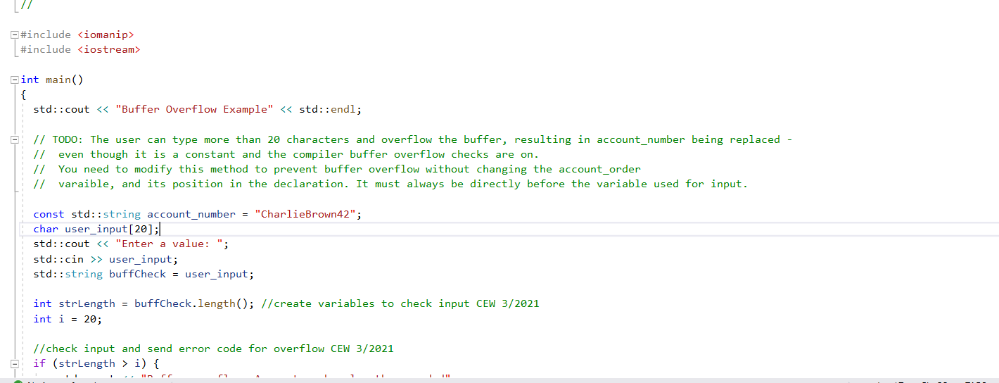 //
#include <iomanip>
#include <iostream>
int main()
{
std::cout << "Buffer Overflow Example" << std::endl;
// TODO: The user can type more than 20 characters and overflow the buffer, resulting in account_number being replaced -
//  even though it is a constant and the compiler buffer overflow checks are on.
//  You need to modify this method to prevent buffer overflow without changing the account_order
//  varaible, and its position in the declaration. It must always be directly before the variable used for input.
const std::string account_number = "CharlieBrown42";
char user_input[20];
std::cout << "Enter a value: ";
std::cin >> user_input;
std::string buffCheck = user_input;
int strLength = buffCheck.length(); //create variables to check input CEW 3/2021
int i = 20;
//check input and send error code for overflow CEW 3/2021
if (strLength > i) {